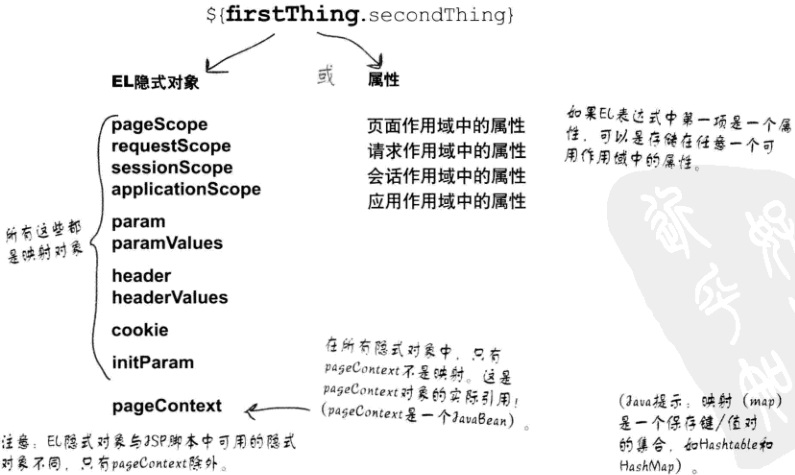 ${firstThing.secondThing}
EL隐式对象
或
属性
pageScope
requestScope
sessionScope
applicationScope
param
paramValues
header
headerValues
cookie
initParam
pageContext
所有这些都
是映射对象
页面作用域中的属性
请求作用域中的属性
会话作用域中的属性
应用作用域中的属性
如果EL表达式中第一项是一个属
性，可以是存储在任意一个可
用作用域中的属性。
在所有隐式对象中，只有
pageContext不是映射。这是
pageContext对象的实际引用！
（pageContext是一个JavaBean）。
注意：EL隐式对象与JSP脚本中可用的隐式
对象不同，只有pageContext除外。
（Java提示：映射（map）
是一个保存键/值对
的集合，如Hashtable和
HashMap）。